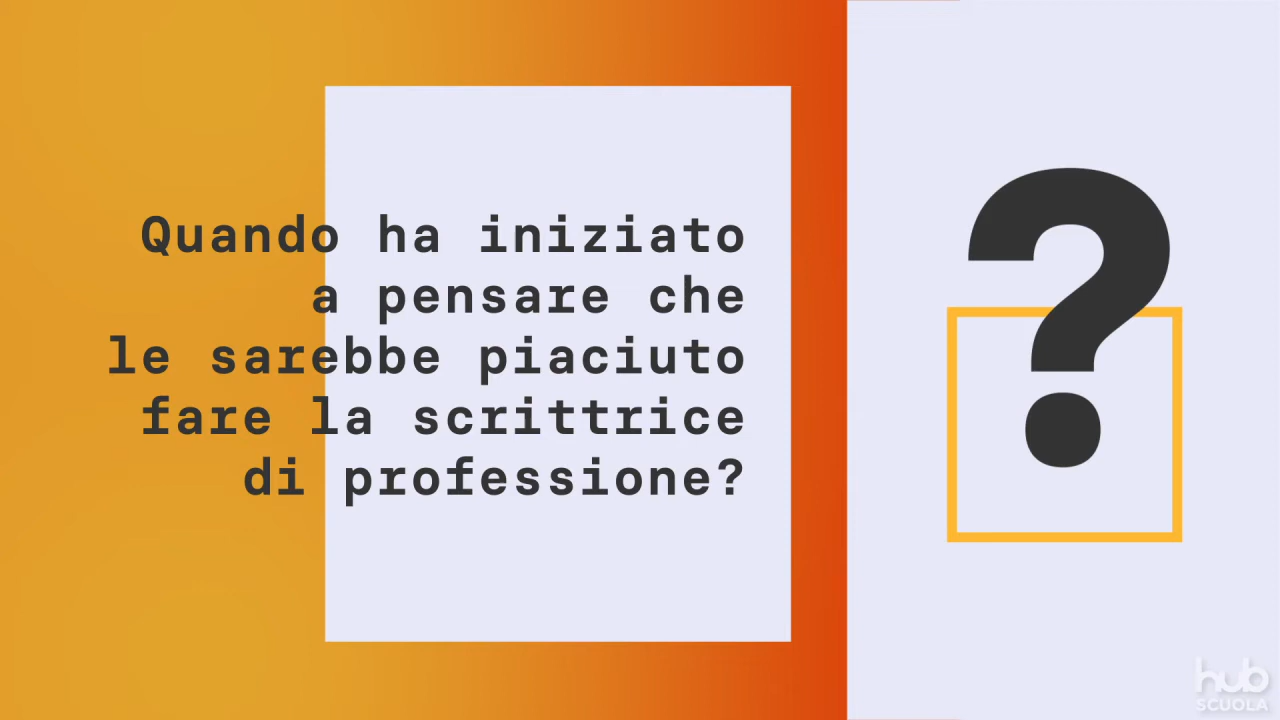 Quando ha iniziato
a pensare che
le sarebbe piaciuto
fare la scrittrice
di professione?
?
hub
SCUOLA